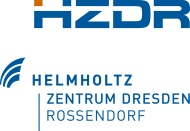 HZDR
HELMHOLTZ
ZENTRUM DRESDEN
ROSSENDORF